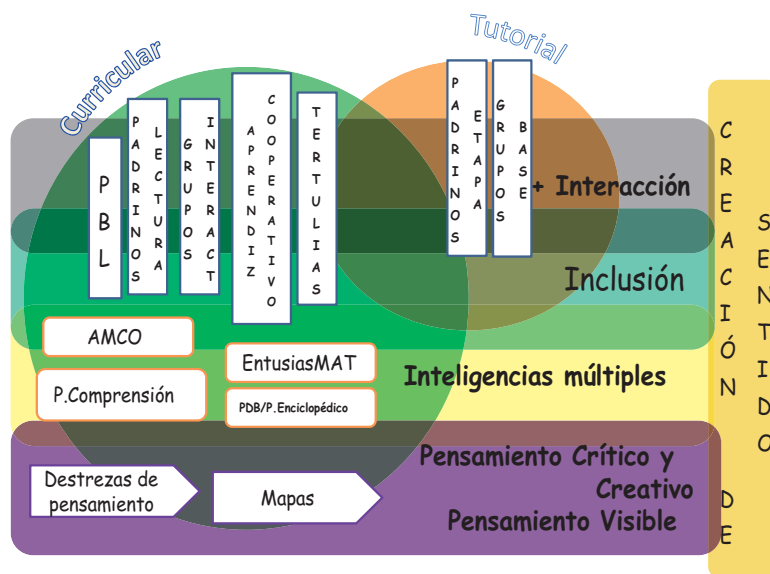 Curricular
Tutorial
PBL
PADRINOS
LECTURA
GRUPOS
INTERACT
APRENDIZ
COOPERATIVO
TERTULIAS
PADRINOS
ETAPA
GRUPOS
BASE
+ Interacción
Inclusión
AMCO
EntusiasMAT
P.Comprensión
PDB/P.Enciclopédico
Inteligencias múltiples
Destrezas de
pensamiento
Mapas
Pensamiento Crítico y
Creativo
Pensamiento Visible
CREACIÓN DE
SENTIDO